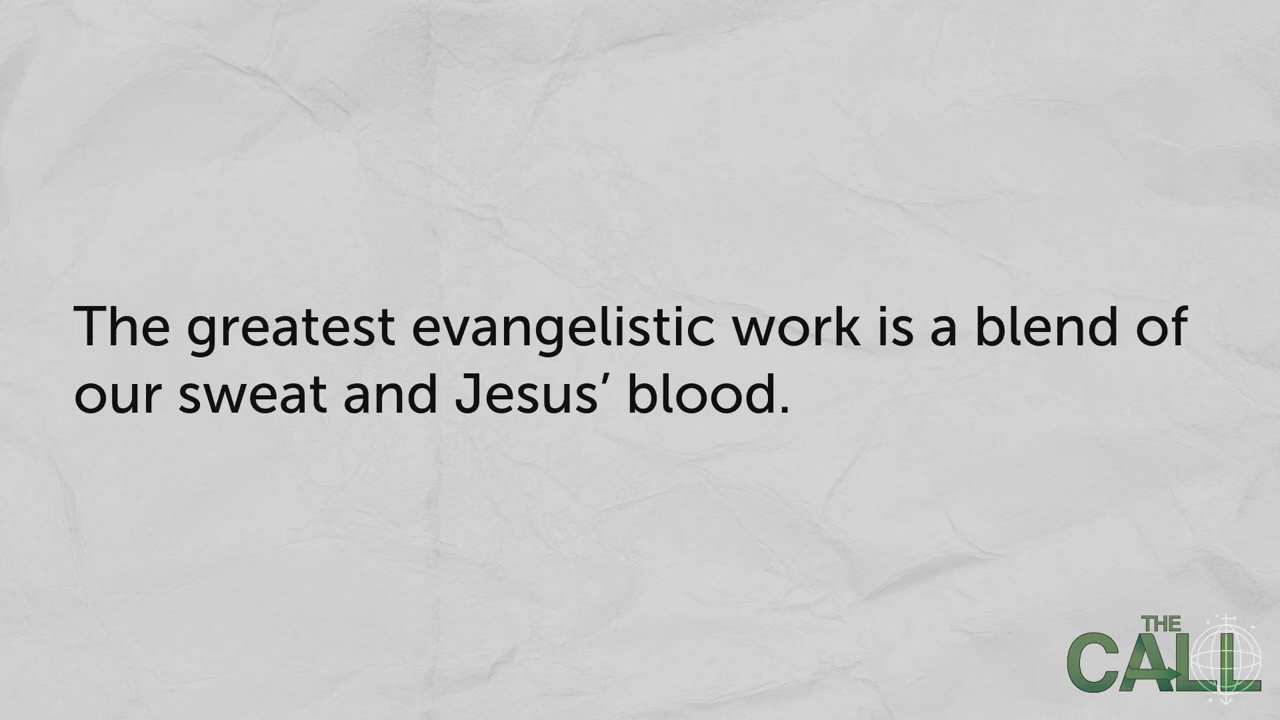 The greatest evangelistic work is a blend of
our sweat and Jesus’ blood.
THE
CALL